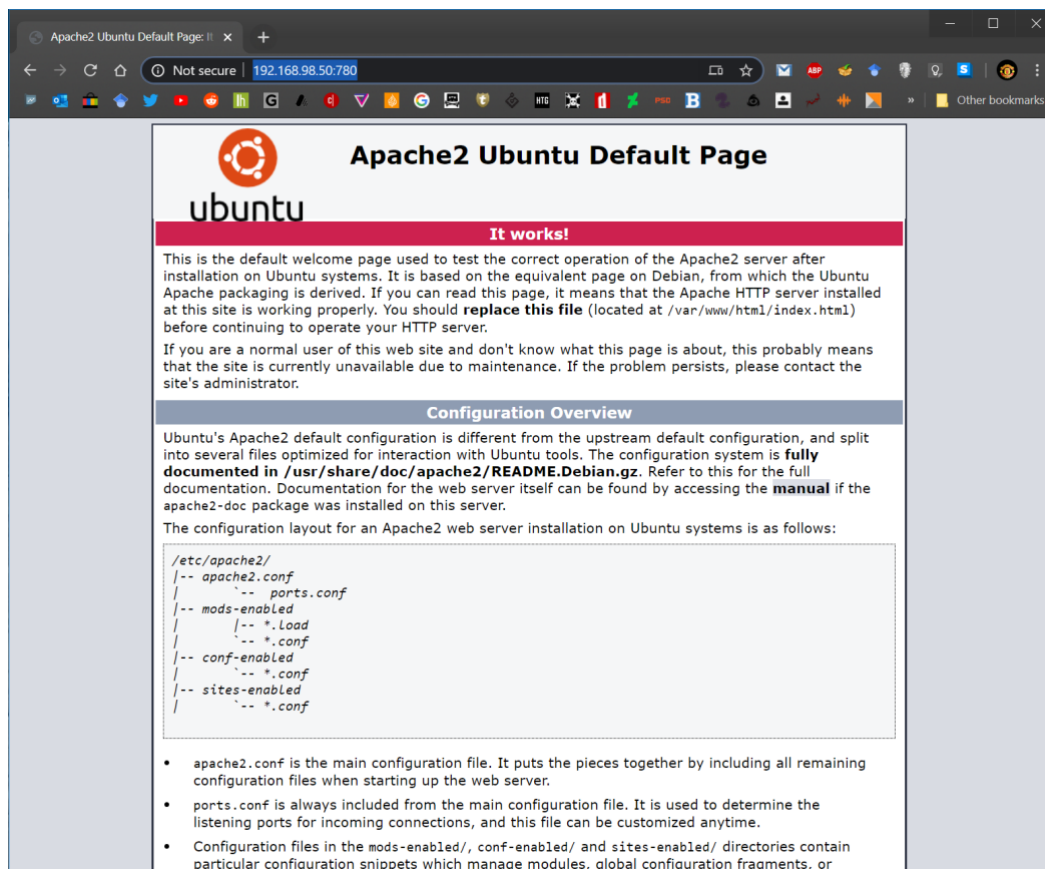 Apache2 Ubuntu Default Page: It
Not secure | 192.168.98.50:780
Other bookmarks
ubuntu
Apache2 Ubuntu Default Page
It works!
This is the default welcome page used to test the correct operation of the Apache2 server after
installation on Ubuntu systems. It is based on the equivalent page on Debian, from which the Ubuntu
Apache packaging is derived. If you can read this page, it means that the Apache HTTP server installed
at this site is working properly. You should replace this file (located at /var/www/html/index.html)
before continuing to operate your HTTP server.
If you are a normal user of this web site and don't know what this page is about, this probably means
that the site is currently unavailable due to maintenance. If the problem persists, please contact the
site's administrator.
Configuration Overview
Ubuntu's Apache2 default configuration is different from the upstream default configuration, and split
into several files optimized for interaction with Ubuntu tools. The configuration system is fully
documented in /usr/share/doc/apache2/README.Debian.gz. Refer to this for the full
documentation. Documentation for the web server itself can be found by accessing the manual if the
apache2-doc package was installed on this server.
The configuration layout for an Apache2 web server installation on Ubuntu systems is as follows:
/etc/apache2/
|-- apache2.conf
|       `--  ports.conf
|-- mods-enabled
|       |-- *.load
|       `-- *.conf
|-- conf-enabled
|       `-- *.conf
|-- sites-enabled
|       `-- *.conf
• apache2.conf is the main configuration file. It puts the pieces together by including all remaining
configuration files when starting up the web server.
• ports.conf is always included from the main configuration file. It is used to determine the
listening ports for incoming connections, and this file can be customized anytime.
• Configuration files in the mods-enabled/, conf-enabled/ and sites-enabled/ directories contain
particular configuration snippets which manage modules, global configuration fragments, or